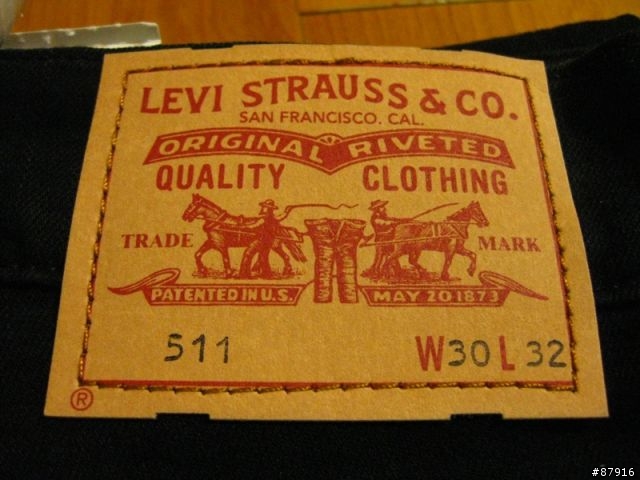 LEVI STRAUSS & CO.
SAN FRANCISCO. CAL.
ORIGINAL RIVETED
QUALITY CLOTHING
TRADE MARK
PATENTED IN U.S. MAY 20 1873
511 W30 L 32
®
#87916